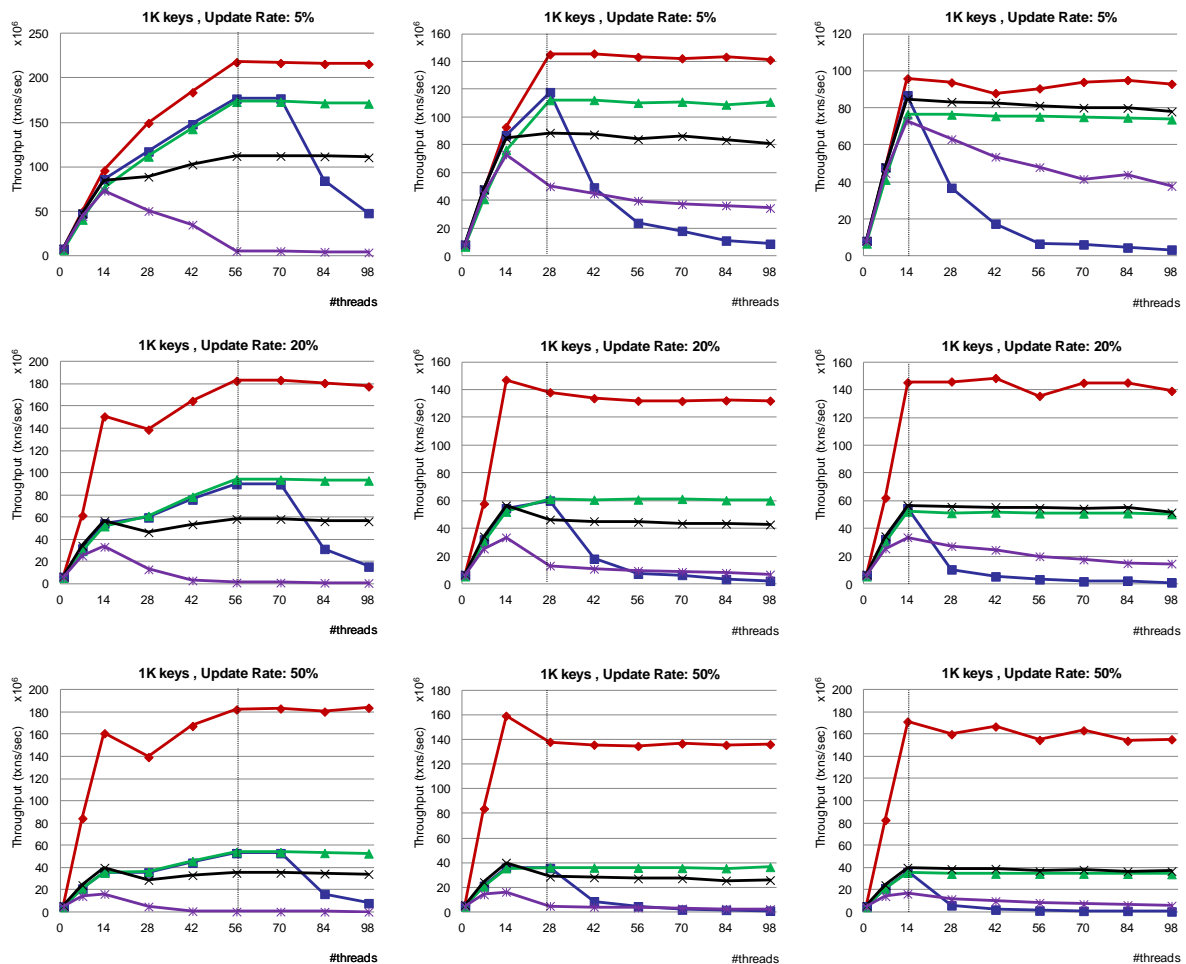 1K keys , Update Rate: 5%
x10⁶
Throughput (txns/sec)
250
200
150
100
50
0
0 14 28 42 56 70 84 98
#threads
1K keys , Update Rate: 5%
x10⁶
Throughput (txns/sec)
160
140
120
100
80
60
40
20
0
0 14 28 42 56 70 84 98
#threads
1K keys , Update Rate: 5%
x10⁶
Throughput (txns/sec)
120
100
80
60
40
20
0
0 14 28 42 56 70 84 98
#threads
1K keys , Update Rate: 20%
x10⁶
Throughput (txns/sec)
200
180
160
140
120
100
80
60
40
20
0
0 14 28 42 56 70 84 98
#threads
1K keys , Update Rate: 20%
x10⁶
Throughput (txns/sec)
160
140
120
100
80
60
40
20
0
0 14 28 42 56 70 84 98
#threads
1K keys , Update Rate: 20%
x10⁶
Throughput (txns/sec)
160
140
120
100
80
60
40
20
0
0 14 28 42 56 70 84 98
#threads
1K keys , Update Rate: 50%
x10⁶
Throughput (txns/sec)
200
180
160
140
120
100
80
60
40
20
0
0 14 28 42 56 70 84 98
#threads
1K keys , Update Rate: 50%
x10⁶
Throughput (txns/sec)
180
160
140
120
100
80
60
40
20
0
0 14 28 42 56 70 84 98
#threads
1K keys , Update Rate: 50%
x10⁶
Throughput (txns/sec)
200
180
160
140
120
100
80
60
40
20
0
0 14 28 42 56 70 84 98
#threads